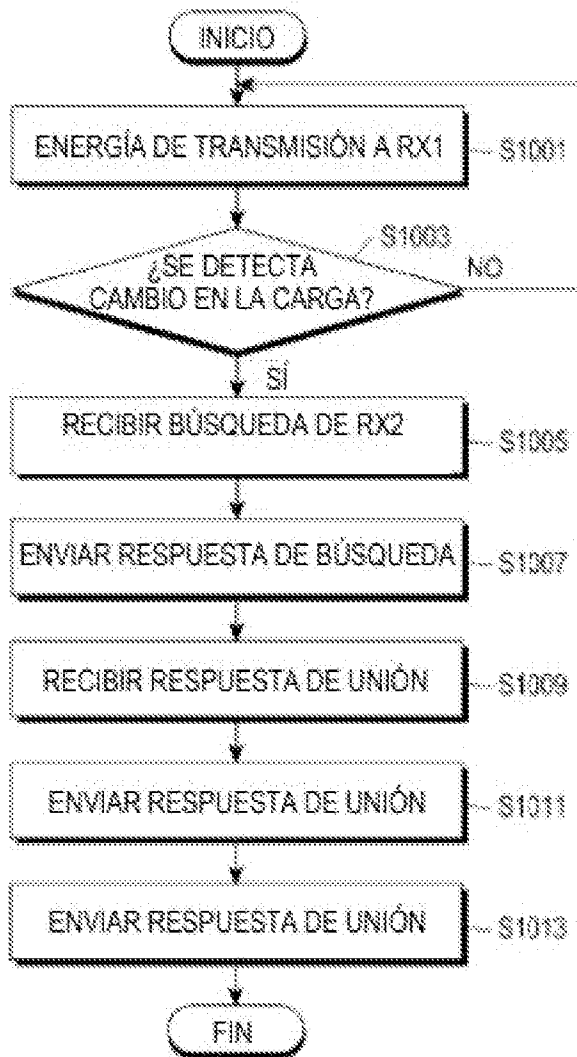 INICIO
ENERGÍA DE TRANSMISIÓN A RX1
S1001
S1003
¿SE DETECTA
CAMBIO EN LA CARGA?
NO
SÍ
RECIBIR BÚSQUEDA DE RX2
S1005
ENVIAR RESPUESTA DE BÚSQUEDA
S1007
RECIBIR RESPUESTA DE UNIÓN
S1009
ENVIAR RESPUESTA DE UNIÓN
S1011
ENVIAR RESPUESTA DE UNIÓN
S1013
FIN